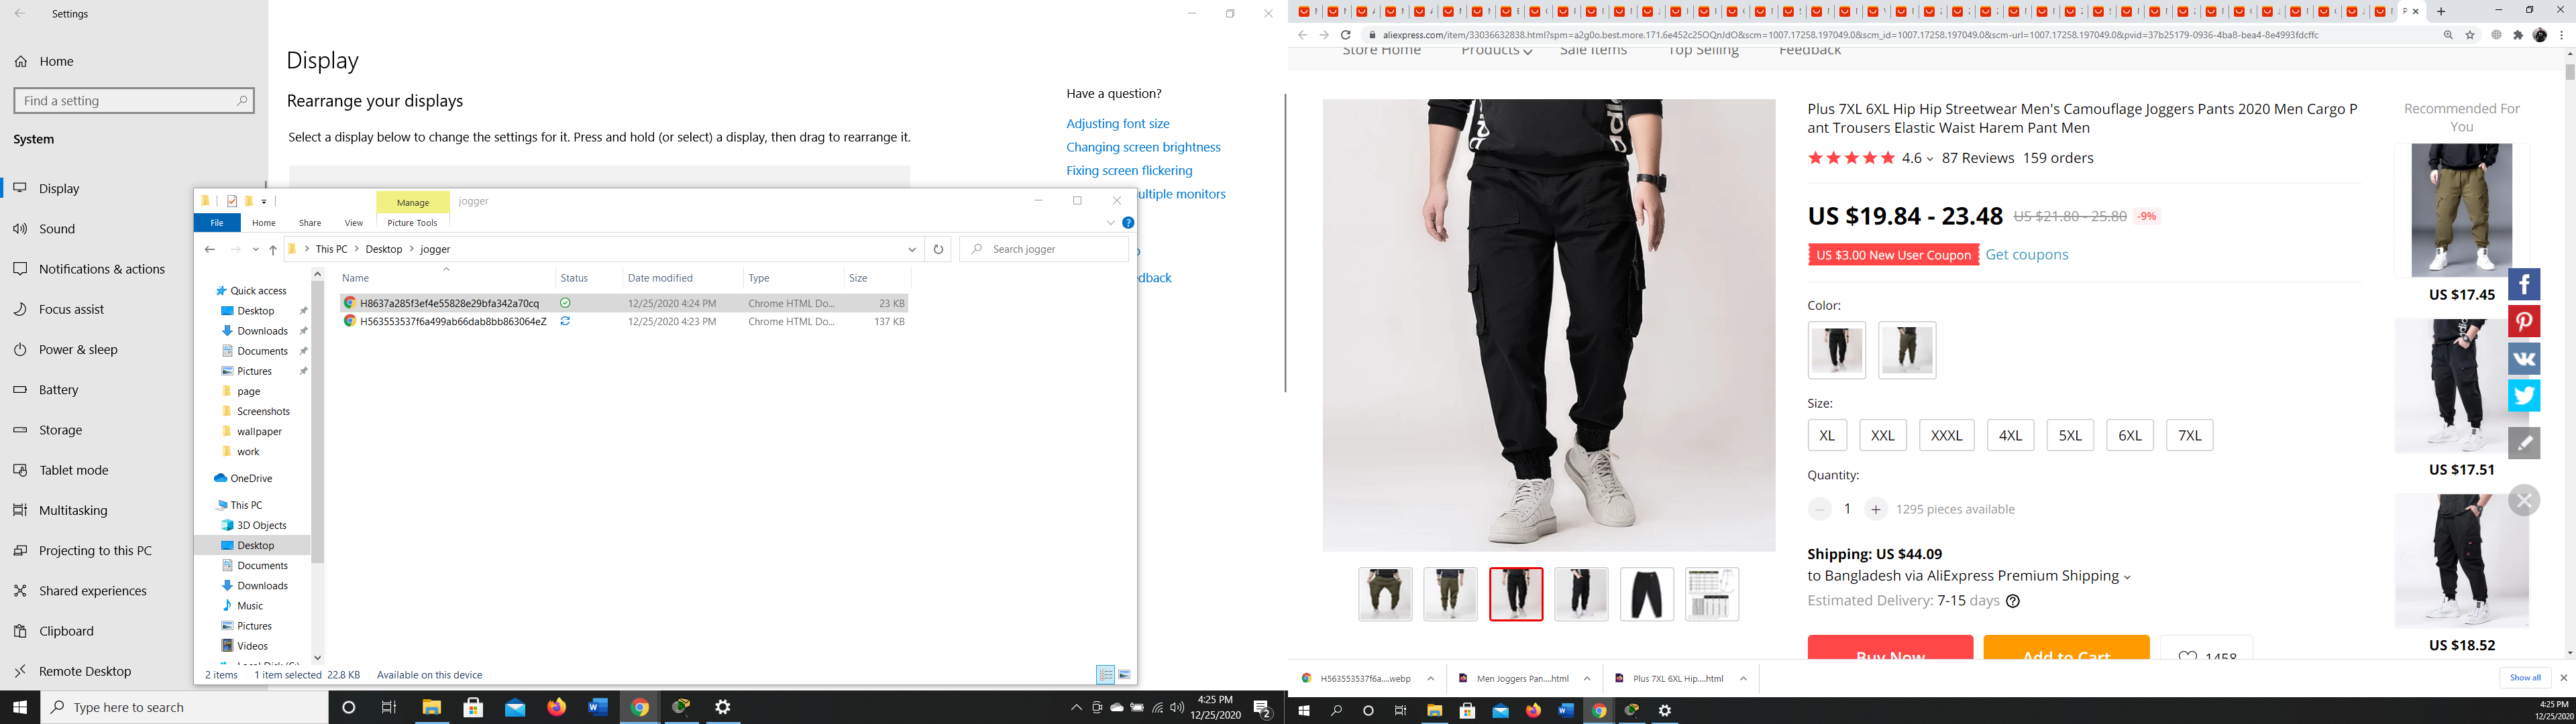 Settings
Home
Find a setting
System
Display
Sound
Notifications & actions
Focus assist
Power & sleep
Battery
Storage
Tablet mode
Multitasking
Projecting to this PC
Shared experiences
Clipboard
Remote Desktop
Display
Rearrange your displays
Select a display below to change the settings for it. Press and hold (or select) a display, then drag to rearrange it.
Have a question?
Adjusting font size
Changing screen brightness
Fixing screen flickering
ultiple monitors
edback
Manage
jogger
File
Home
Share
View
Picture Tools
This PC
Desktop
jogger
Search jogger
Name
Status
Date modified
Type
Size
H8637a285f3ef4e55828e29bfa342a70cq
12/25/2020 4:24 PM
Chrome HTML Do...
23 KB
H563553537f6a499ab66dab8bb863064eZ
12/25/2020 4:23 PM
Chrome HTML Do...
137 KB
Quick access
Desktop
Downloads
Documents
Pictures
page
Screenshots
wallpaper
work
OneDrive
This PC
3D Objects
Desktop
Documents
Downloads
Music
Pictures
Videos
2 items
1 item selected 22.8 KB
Available on this device
Type here to search
4:25 PM
12/25/2020
2
aliexpress.com/item/33036632838.html?spm=a2g0o.best.more.171.6e452c25OQnJdO&scm=1007.17258.197049.0&scm_id=1007.17258.197049.0&scm-url=1007.17258.197049.0&pvid=37b25179-0936-4ba8-bea4-8e4993fdcffc
Store Home
Products
Sale Items
Top Selling
Feedback
Plus 7XL 6XL Hip Hip Streetwear Men's Camouflage Joggers Pants 2020 Men Cargo P
ant Trousers Elastic Waist Harem Pant Men
4.6
87 Reviews
159 orders
US $19.84 - 23.48
US $21.80 - 25.80
-9%
US $3.00 New User Coupon
Get coupons
Color:
Size:
XL
XXL
XXXL
4XL
5XL
6XL
7XL
Quantity:
1
1295 pieces available
Shipping: US $44.09
to Bangladesh via AliExpress Premium Shipping
Estimated Delivery: 7-15 days
Buy Now
Add to Cart
1458
Recommended For
You
US $17.45
US $17.51
US $18.52
H563553537f6a....webp
Men Joggers Pan....html
Plus 7XL 6XL Hip....html
Show all
4:25 PM
12/25/2020